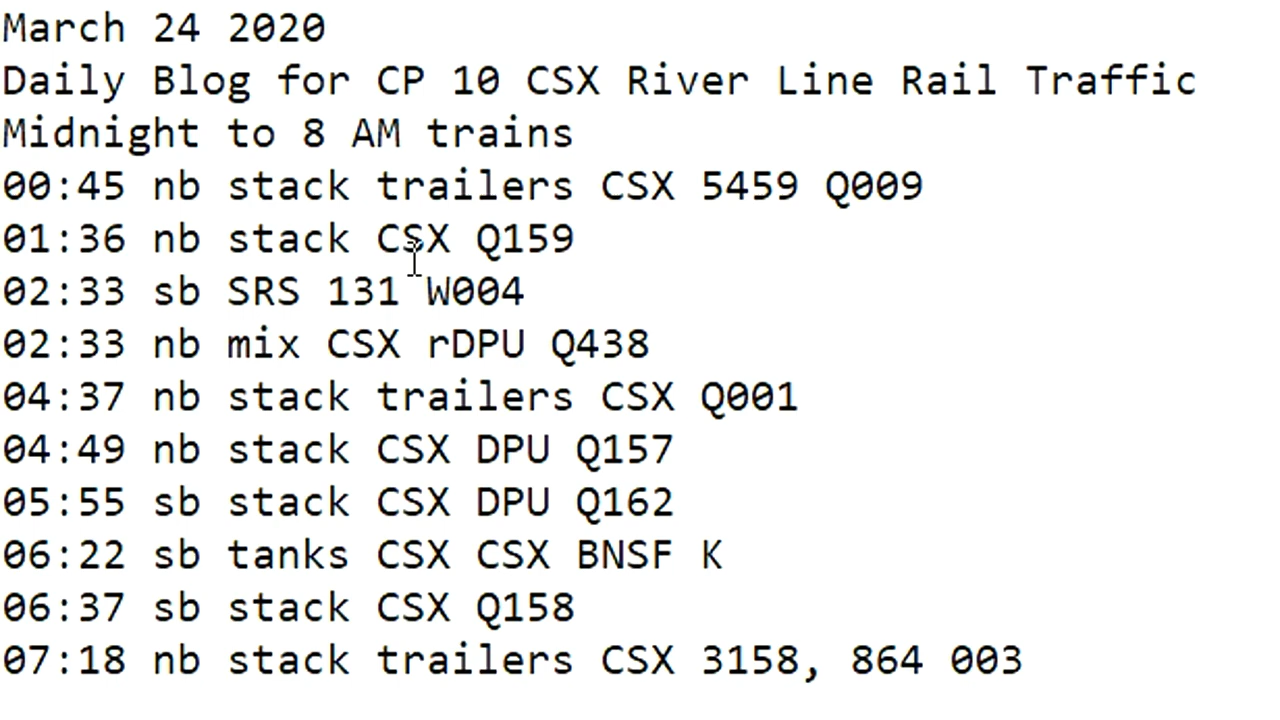 March 24 2020
Daily Blog for CP 10 CSX River Line Rail Traffic
Midnight to 8 AM trains
00:45 nb stack trailers CSX 5459 Q009
01:36 nb stack CSX Q159
02:33 sb SRS 131 W004
02:33 nb mix CSX rDPU Q438
04:37 nb stack trailers CSX Q001
04:49 nb stack CSX DPU Q157
05:55 sb stack CSX DPU Q162
06:22 sb tanks CSX CSX BNSF K
06:37 sb stack CSX Q158
07:18 nb stack trailers CSX 3158, 864 003